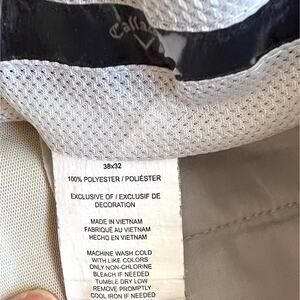 Callaway
38x32
100% POLYESTER / POLIÉSTER
EXCLUSIVE OF / EXCLUSIF DE
DECORATION
MADE IN VIETNAM
FABRIQUÉ AU VIETNAM
HECHO EN VIETNAM
MACHINE WASH COLD
WITH LIKE COLORS
ONLY NON-CHLORINE
BLEACH IF NEEDED
TUMBLE DRY LOW
REMOVE PROMPTLY
COOL IRON IF NEEDED